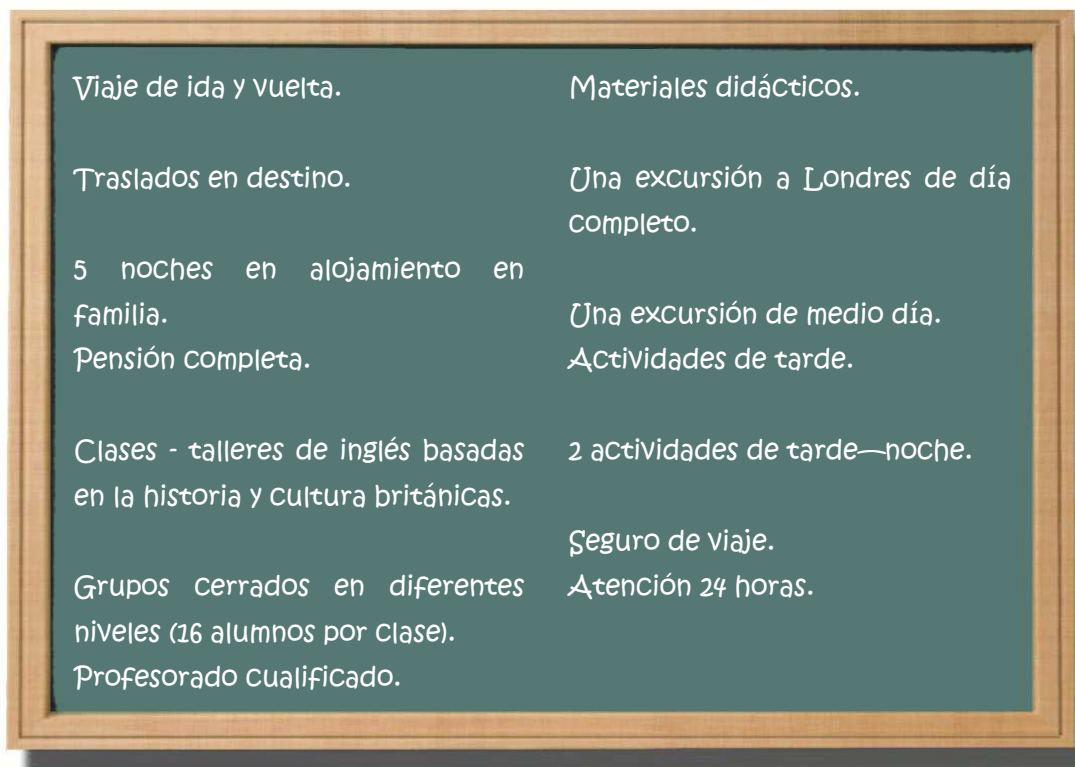 Viaje de ida y vuelta.
Traslados en destino.
5 noches en alojamiento en
familia.
Pensión completa.
Clases - talleres de inglés basadas
en la historia y cultura británicas.
Grupos cerrados en diferentes
niveles (16 alumnos por clase).
Profesorado cualificado.
Materiales didácticos.
Una excursión a Londres de día
completo.
Una excursión de medio día.
Actividades de tarde.
2 actividades de tarde—noche.
Seguro de viaje.
Atención 24 horas.